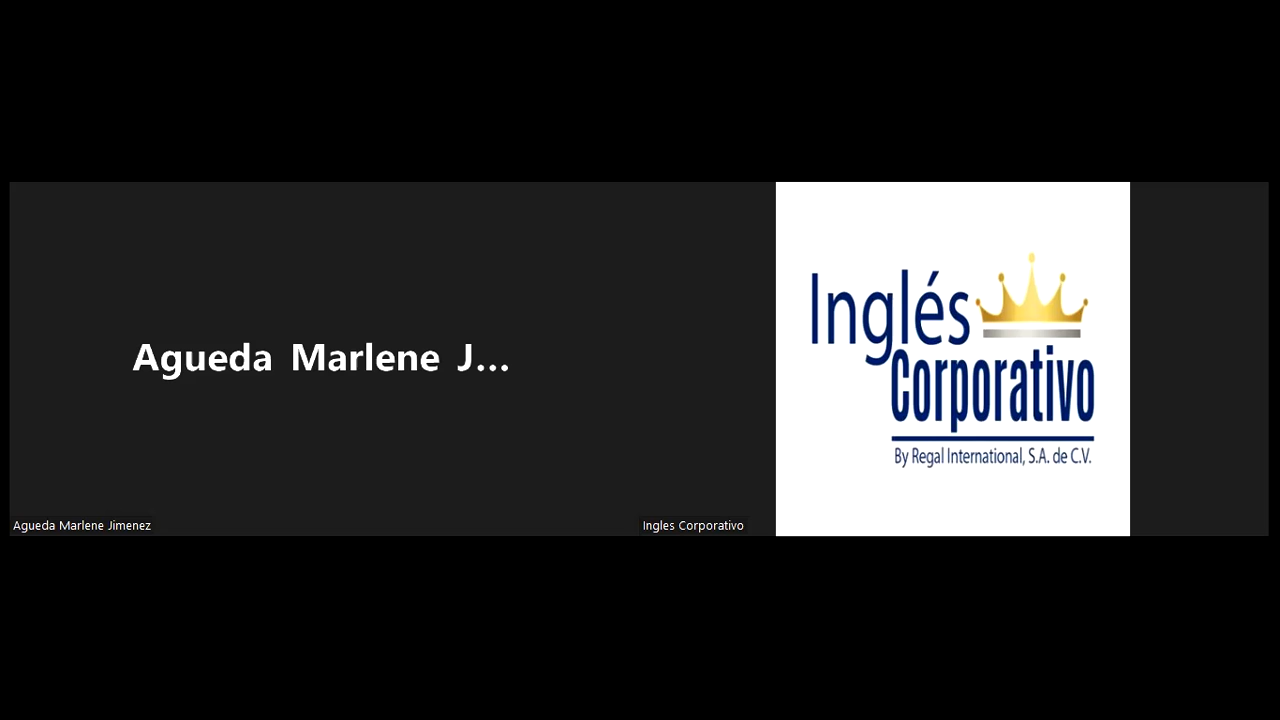 Agueda Marlene J...
Inglés
Corporativo
By Regal International, S.A. de C.V.
Agueda Marlene Jimenez
Ingles Corporativo